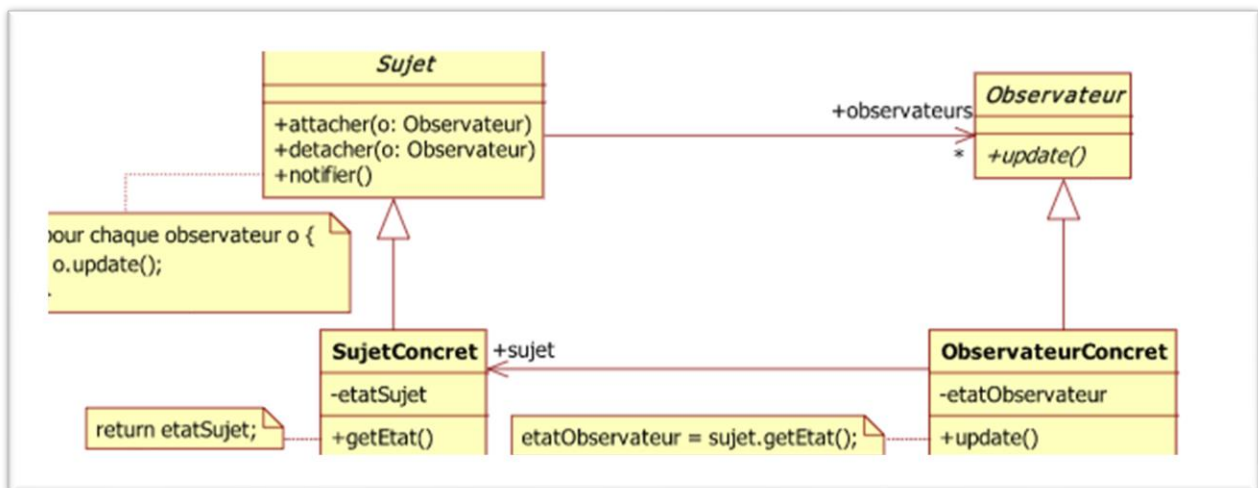 Sujet
+attacher(o: Observateur)
+detacher(o: Observateur)
+notifier()
+observateurs
*
Observateur
+update()
pour chaque observateur o {
o.update();
SujetConcret
-etatSujet
+getEtat()
return etatSujet;
+sujet
etatObservateur = sujet.getEtat();
ObservateurConcret
-etatObservateur
+update()